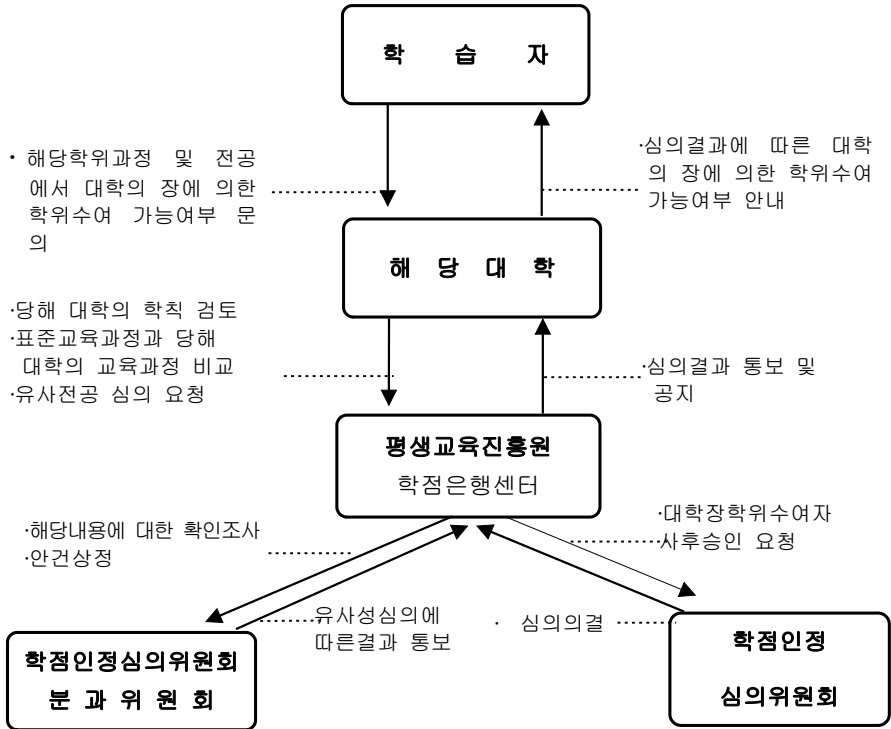 학 습 자
• 해당학위과정 및 전공
에서 대학의 장에 의한
학위수여 가능여부 문
의
·심의결과에 따른 대학
의 장에 의한 학위수여
가능여부 안내
해 당 대 학
·당해 대학의 학칙 검토
·표준교육과정과 당해
대학의 교육과정 비교
·유사전공 심의 요청
·심의결과 통보 및
공지
평생교육진흥원
학점은행센터
·해당내용에 대한 확인조사
·안건상정
·대학장학위수여자
사후승인 요청
유사성심의에
따른결과 통보
· 심의의결
학점인정심의위원회
분 과 위 원 회
학점인정
심의위원회